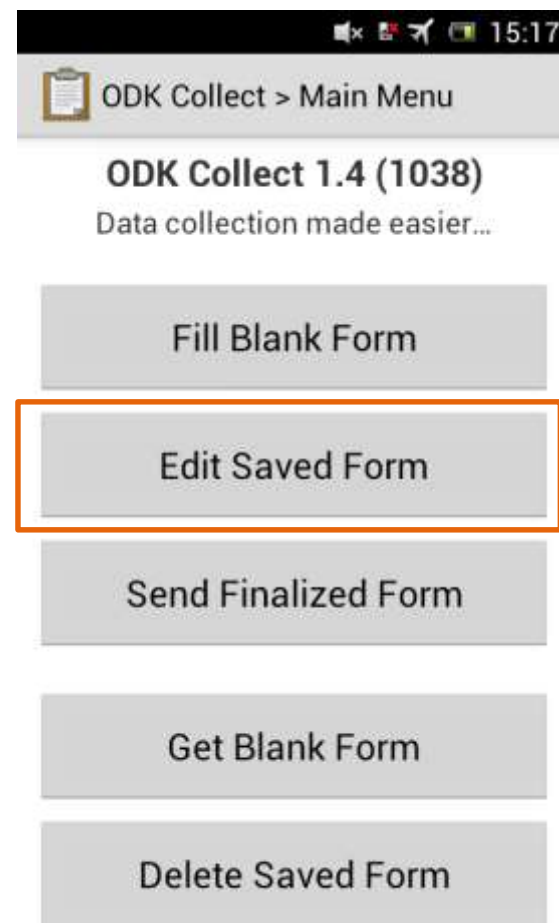 15:17
ODK Collect > Main Menu
ODK Collect 1.4 (1038)
Data collection made easier...
Fill Blank Form
Edit Saved Form
Send Finalized Form
Get Blank Form
Delete Saved Form